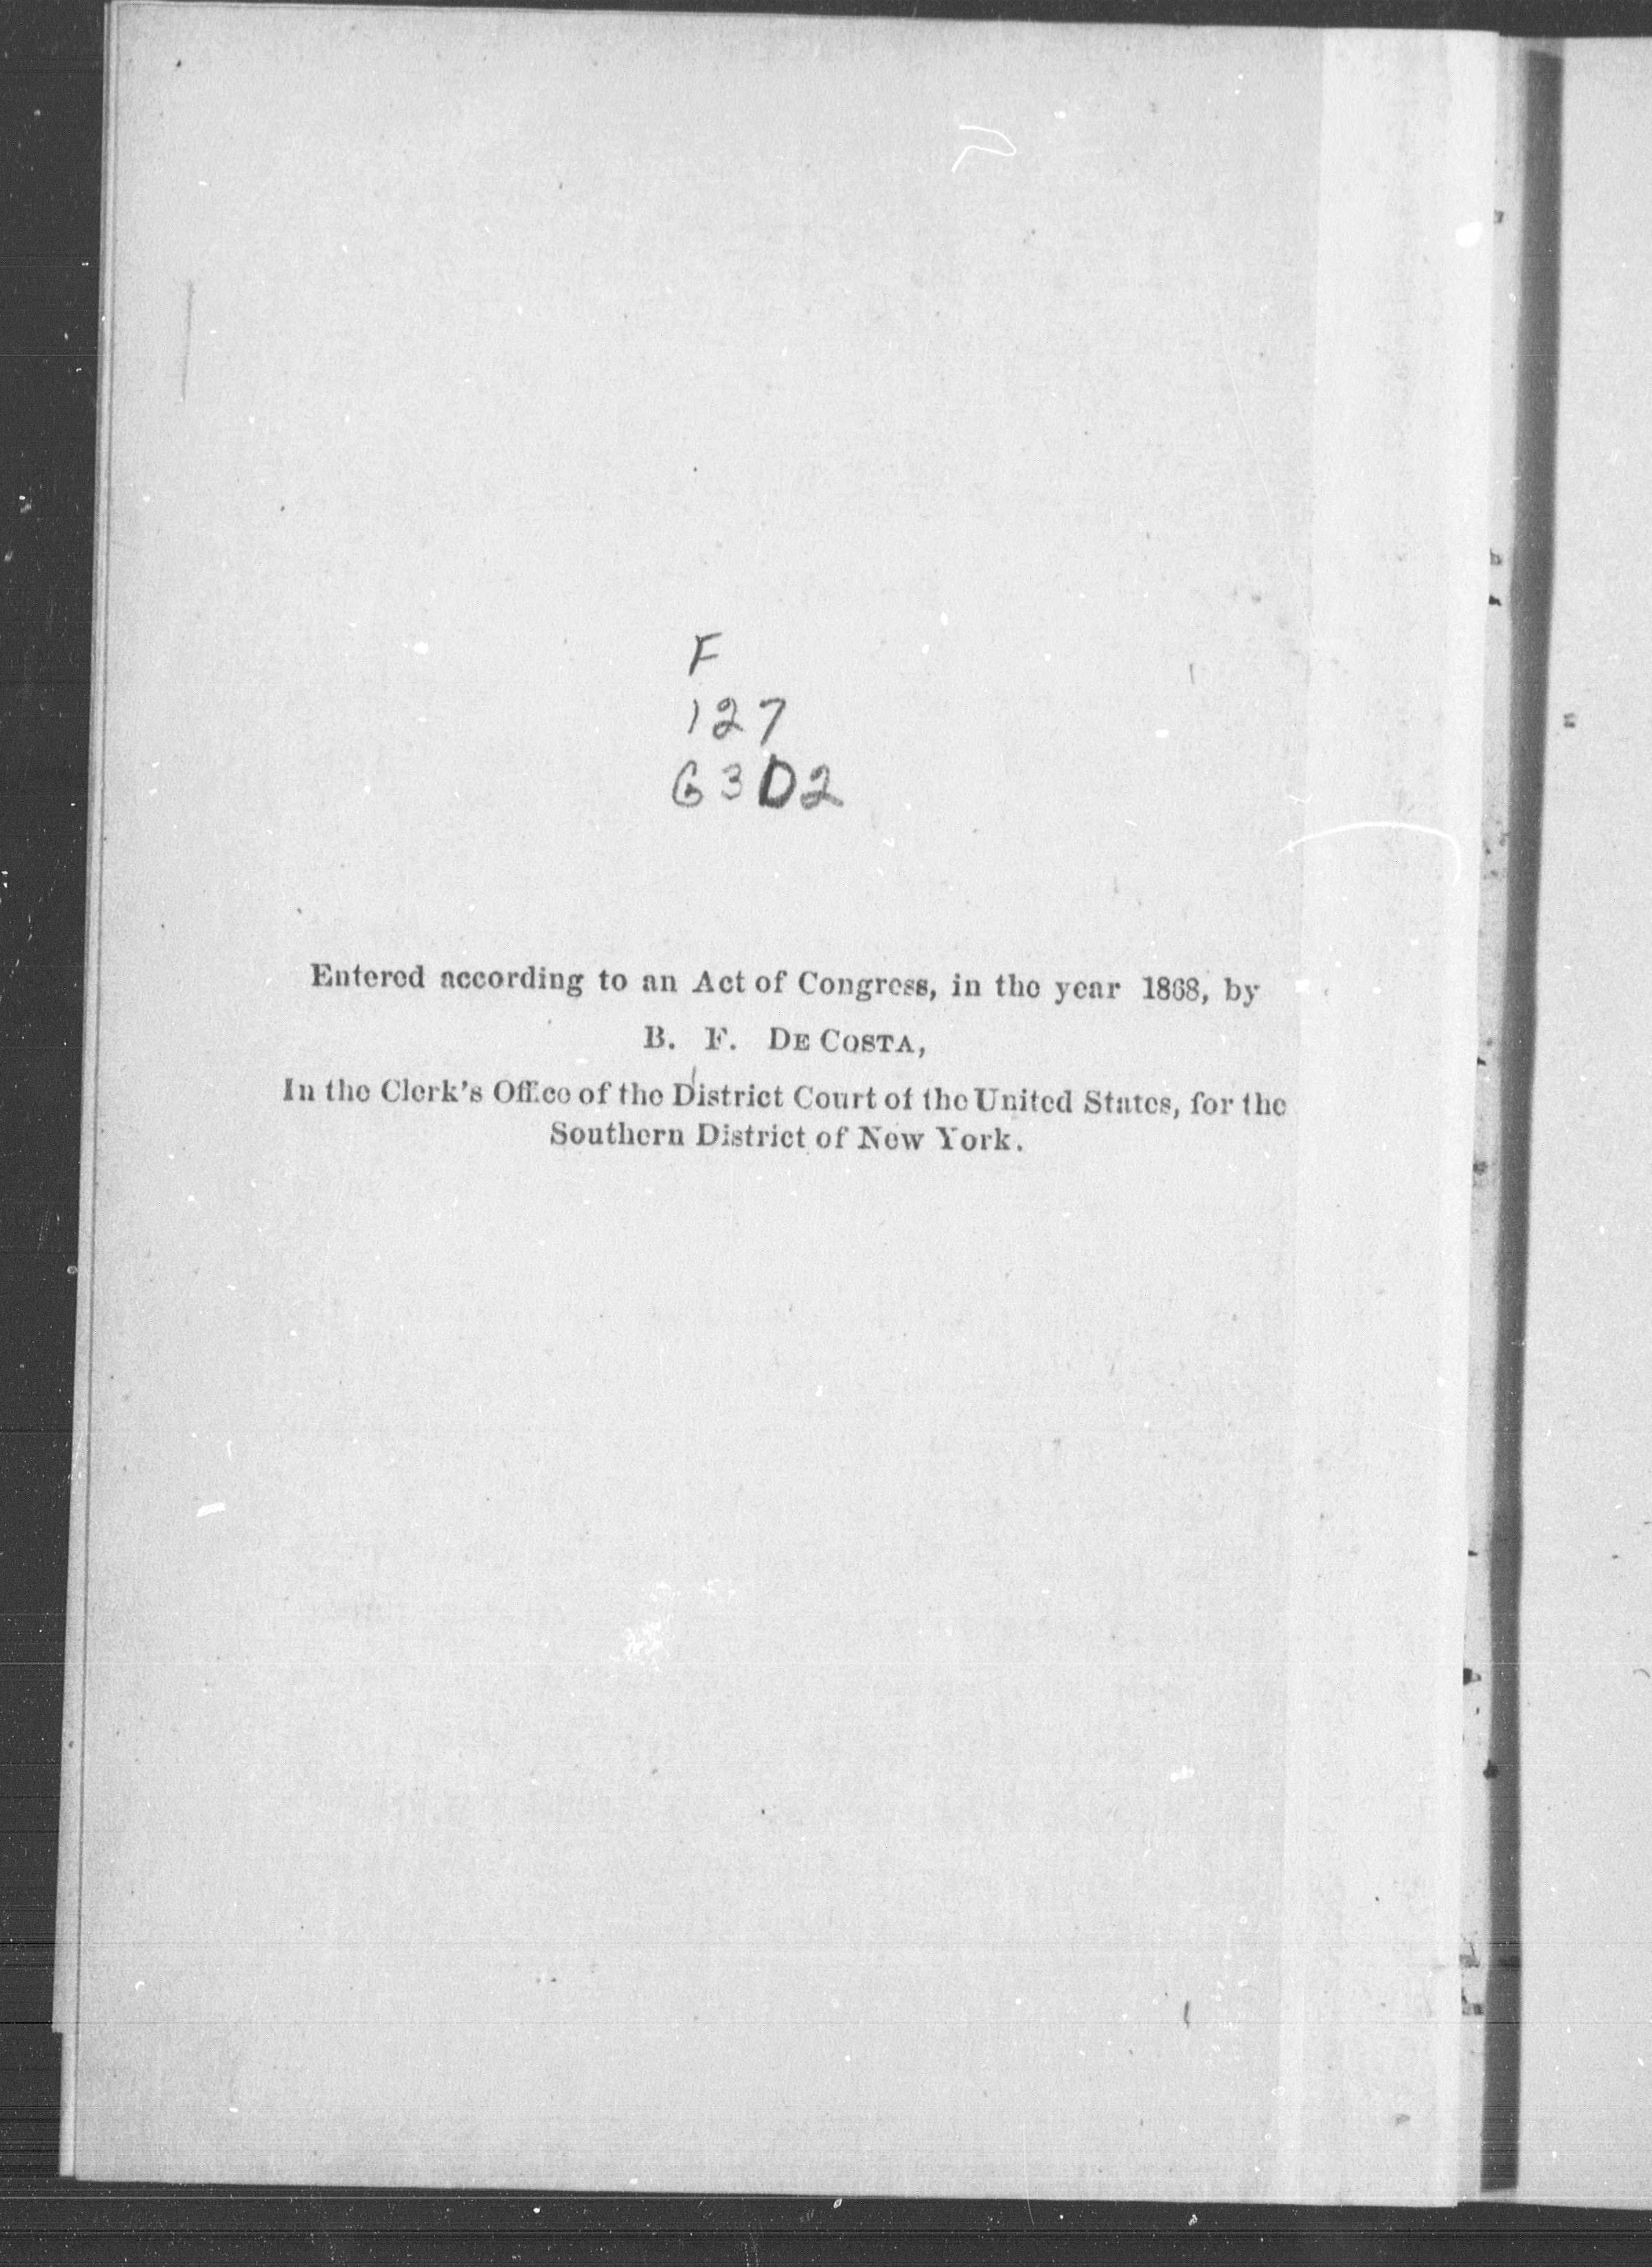 F
127
G3D2
Entered according to an Act of Congress, in the year 1868, by
B. F. DE COSTA,
In the Clerk's Office of the District Court of the United States, for the
Southern District of New York.